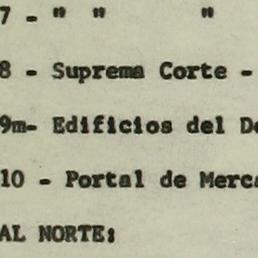 7 - " " "
8 - Suprema Corte -
9m- Edificios del De
10 - Portal de Merca
AL NORTE: